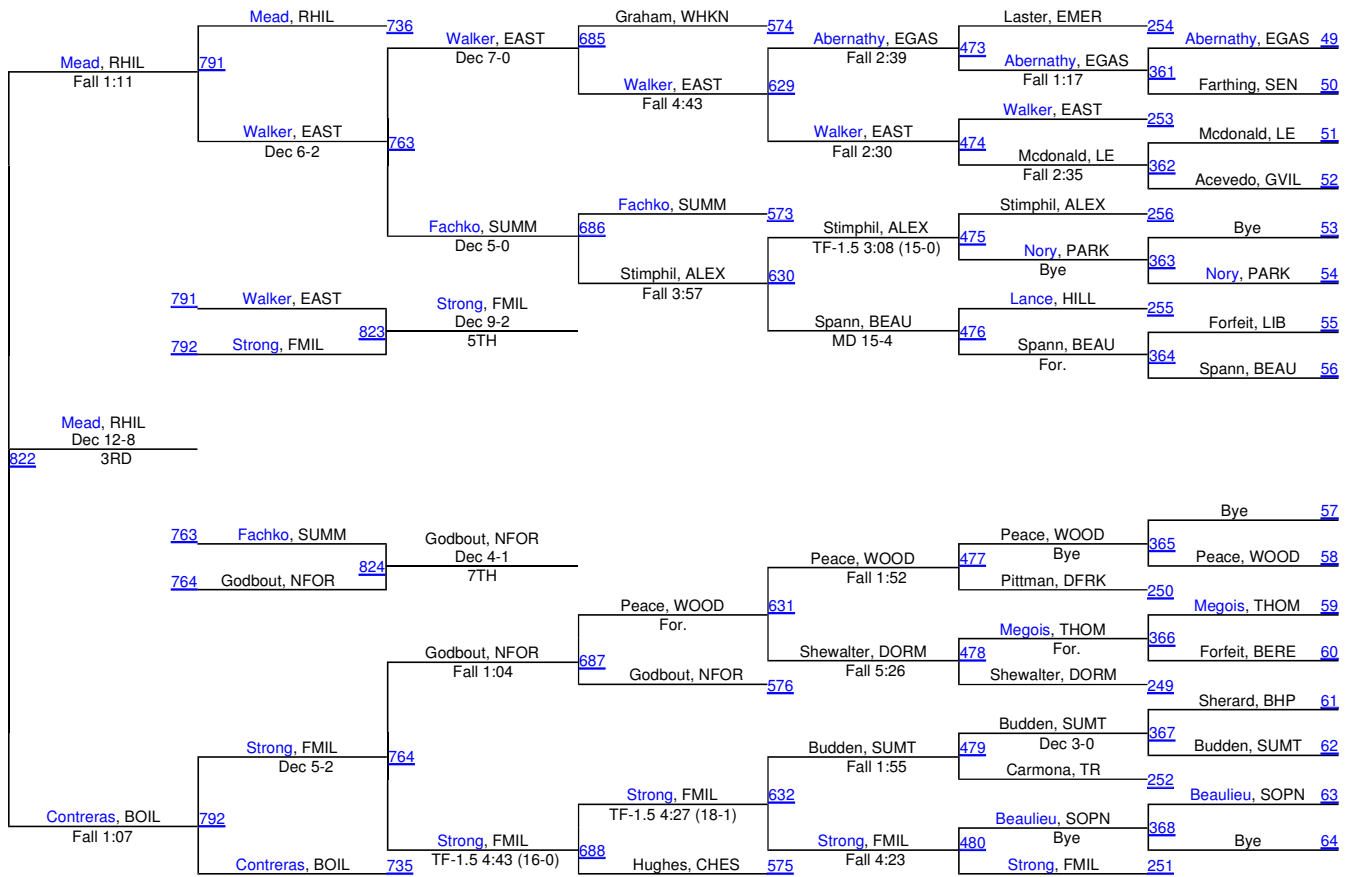 Mead, RHIL 736 Graham, WHKN 574 Laster, EMER 254
Walker, EAST 685 Abernathy, EGAS 473 Abernathy, EGAS 49
Dec 7-0 Fall 2:39
Mead, RHIL 791 Abernathy, EGAS 361
Fall 1:11 Fall 1:17
Walker, EAST 629 Farthing, SEN 50
Fall 4:43
Walker, EAST 253
Walker, EAST 763 Walker, EAST 474 Mcdonald, LE 51
Dec 6-2 Fall 2:30
Mcdonald, LE 362
Fall 2:35
Acevedo, GVIL 52
Fachko, SUMM 573 Stimphil, ALEX 256
Fachko, SUMM 686 Stimphil, ALEX 475 Bye 53
Dec 5-0 TF-1.5 3:08 (15-0)
Nory, PARK 363
Bye
Stimphil, ALEX 630 Nory, PARK 54
Fall 3:57
791 Walker, EAST Strong, FMIL Lance, HILL 255
823 Dec 9-2 Spann, BEAU 476 Forfeit, LIB 55
5TH MD 15-4
792 Strong, FMIL Spann, BEAU 364
For.
Spann, BEAU 56
Mead, RHIL
Dec 12-8
822 3RD
Bye 57
763 Fachko, SUMM Godbout, NFOR Peace, WOOD 365
Dec 4-1 Bye
824 7TH Peace, WOOD 477 Peace, WOOD 58
Fall 1:52
764 Godbout, NFOR Pittman, DFRK 250
Peace, WOOD 631 Megois, THOM 59
For.
Megois, THOM 366
For.
Godbout, NFOR 687 Shewalter, DORM 478 Forfeit, BERE 60
Fall 1:04 Fall 5:26
Godbout, NFOR 576 Shewalter, DORM 249
Sherard, BHP 61
Budden, SUMT 367
Dec 3-0
Strong, FMIL 764 Budden, SUMT 479 Budden, SUMT 62
Dec 5-2 Fall 1:55
Carmona, TR 252
Strong, FMIL 632 Beaulieu, SOPN 63
TF-1.5 4:27 (18-1)
Contreras, BOIL 792 Beaulieu, SOPN 368
Fall 1:07 Bye
Strong, FMIL 688 Strong, FMIL 480 Bye 64
TF-1.5 4:43 (16-0) Fall 4:23
Contreras, BOIL 735 Hughes, CHES 575 Strong, FMIL 251